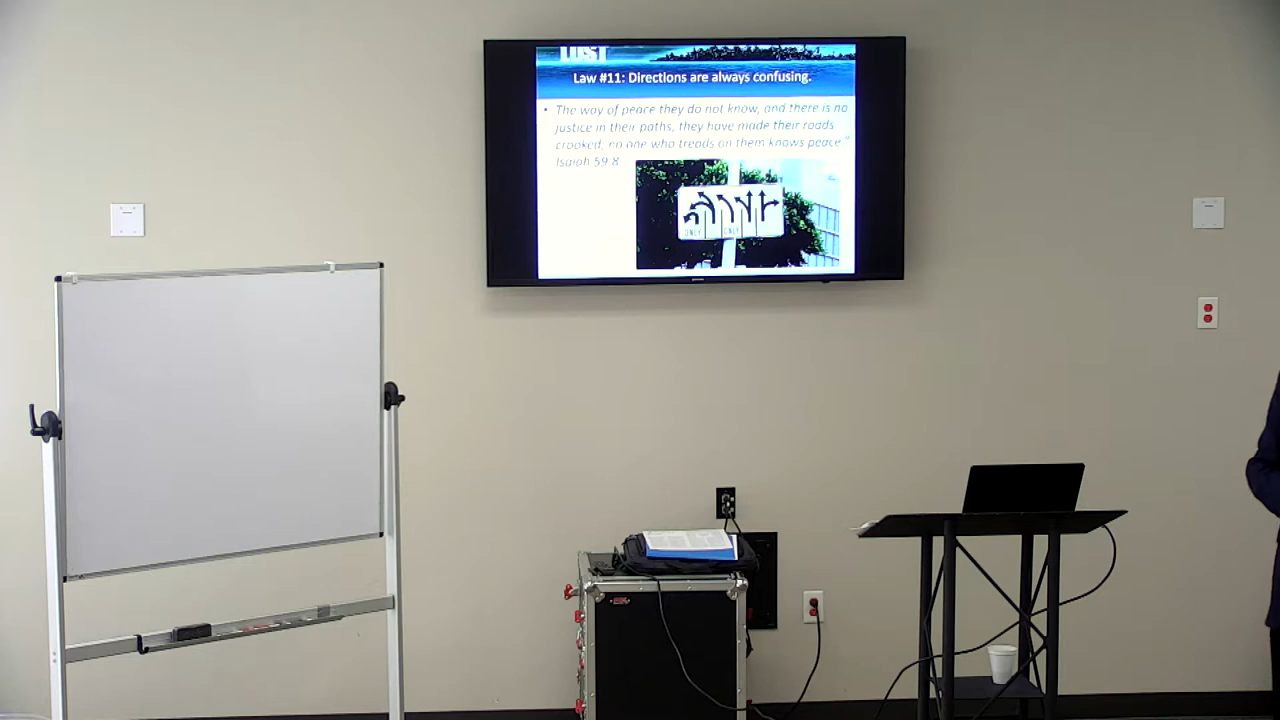 LOST
Law #11: Directions are always confusing.
• The way of peace they do not know, and there is no
justice in their paths, they have made their roads
crooked; no one who treads on them knows peace."
Isaiah 59:8
ONLY ONLY